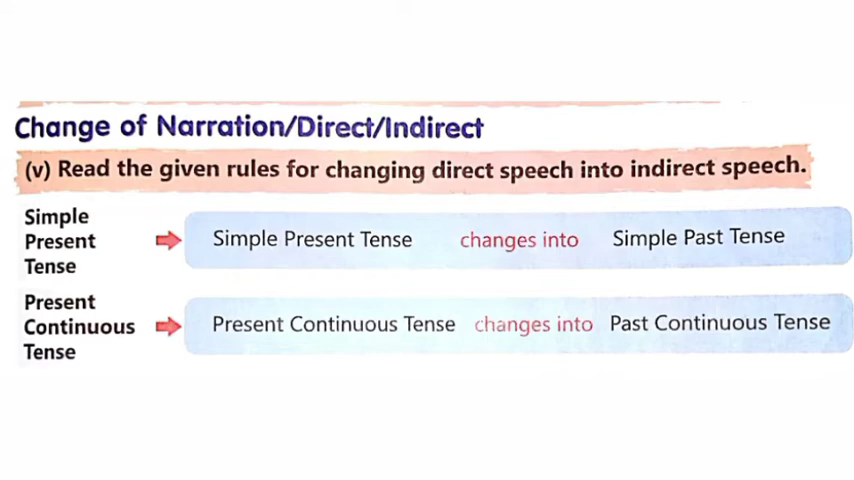 Change of Narration/Direct/Indirect
(v) Read the given rules for changing direct speech into indirect speech.
Simple
Present
Tense
Simple Present Tense changes into Simple Past Tense
Present
Continuous
Tense
Present Continuous Tense changes into Past Continuous Tense